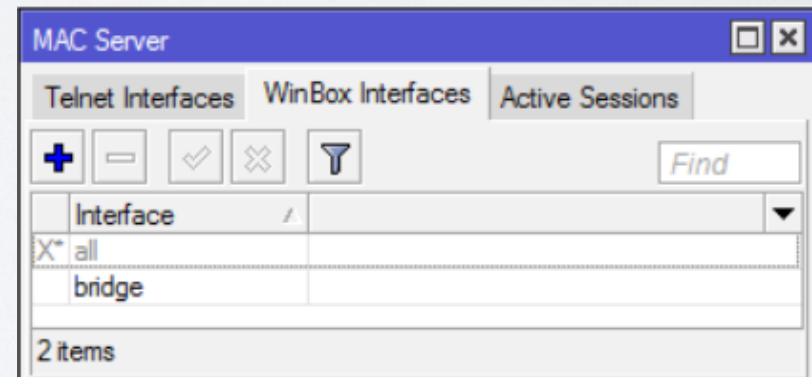 MAC Server
Telnet Interfaces WinBox Interfaces Active Sessions
Find
Interface
X* all
bridge
2 items